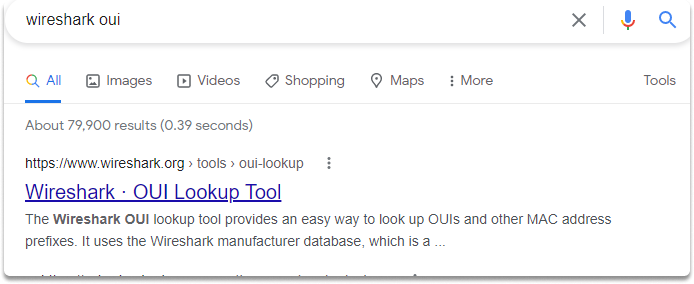 wireshark oui
All Images Videos Shopping Maps More Tools
About 79,900 results (0.39 seconds)
https://www.wireshark.org › tools › oui-lookup
Wireshark · OUI Lookup Tool
The Wireshark OUI lookup tool provides an easy way to look up OUIs and other MAC address
prefixes. It uses the Wireshark manufacturer database, which is a ...